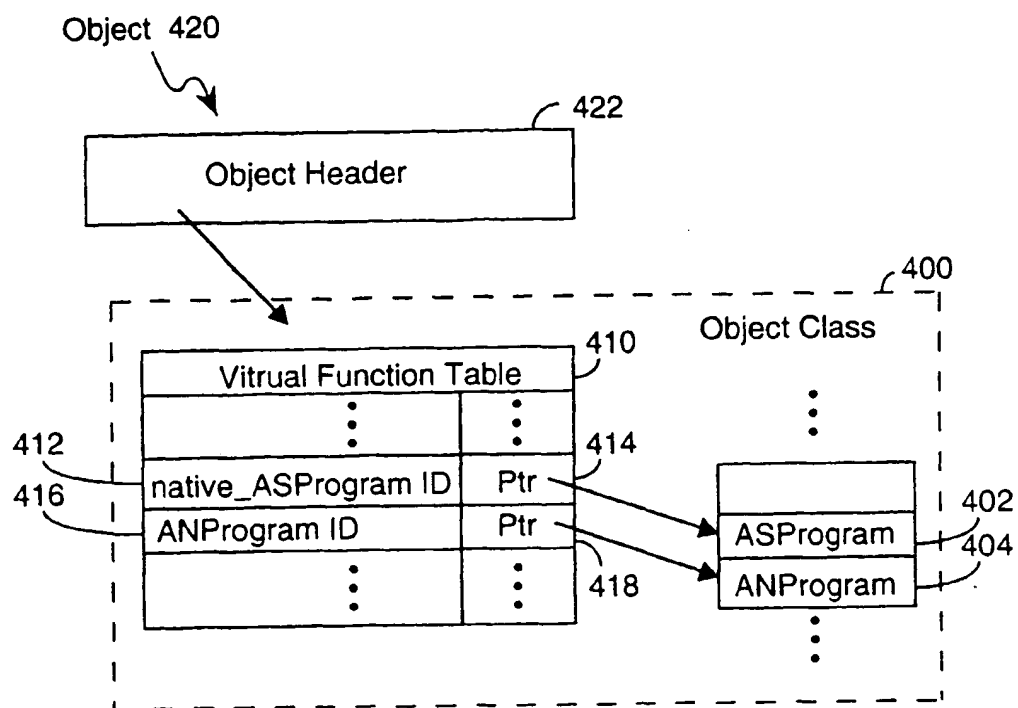 Object 420
422
Object Header
400
Object Class
410
Vitrual Function Table
412
414
native_ASProgram ID
Ptr
416
ANProgram ID
Ptr
418
402
ASProgram
404
ANProgram